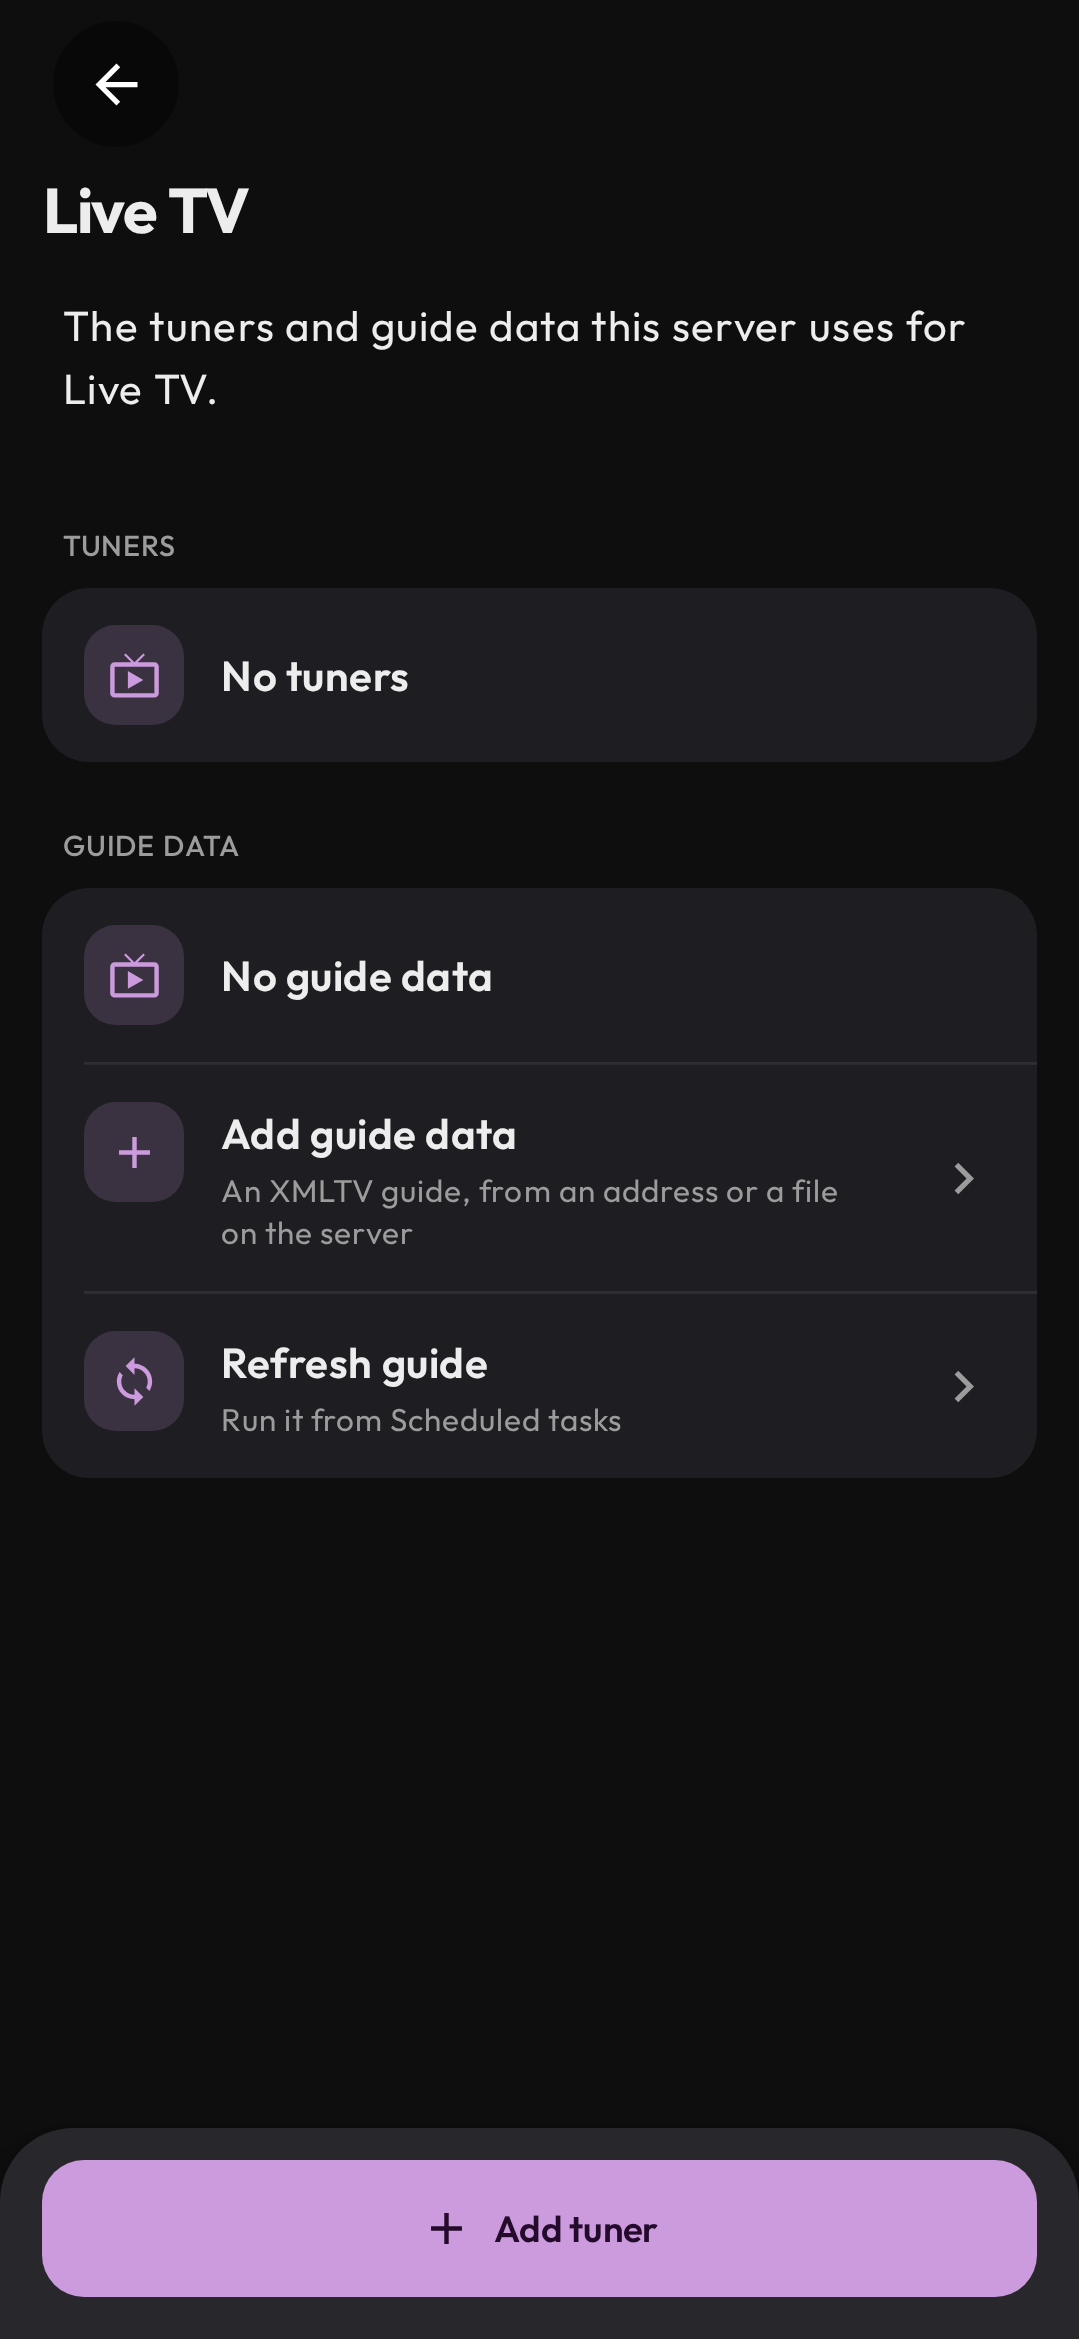 Live TV
The tuners and guide data this server uses for
Live TV.
TUNERS
No tuners
GUIDE DATA
No guide data
Add guide data
An XMLTV guide, from an address or a file
on the server
Refresh guide
Run it from Scheduled tasks
Add tuner